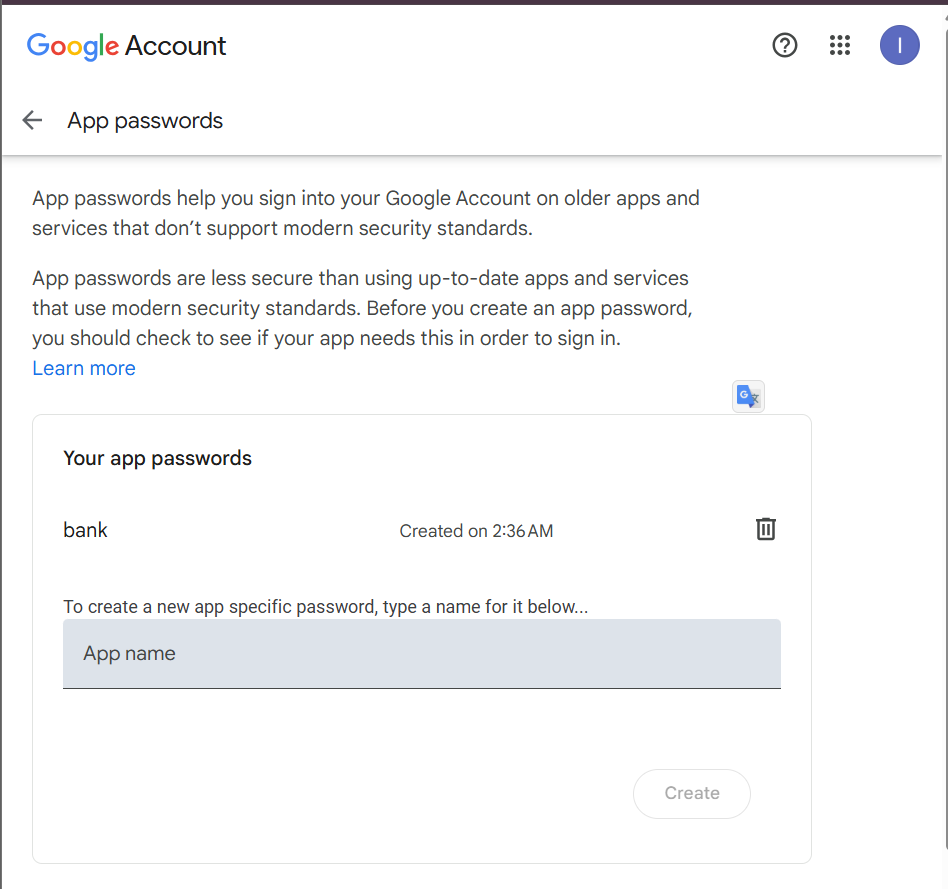 Google Account
I
App passwords
App passwords help you sign into your Google Account on older apps and
services that don’t support modern security standards.
App passwords are less secure than using up-to-date apps and services
that use modern security standards. Before you create an app password,
you should check to see if your app needs this in order to sign in.
Learn more
Your app passwords
bank Created on 2:36 AM
To create a new app specific password, type a name for it below...
App name
Create